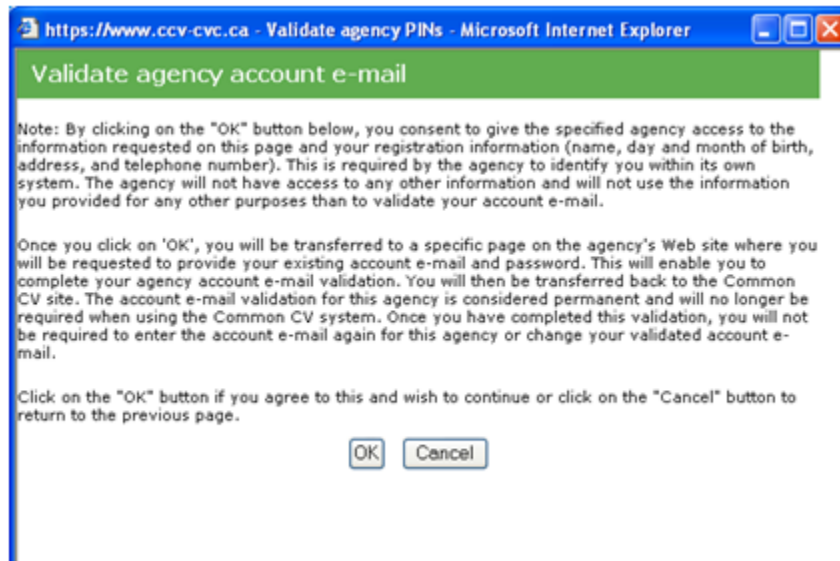 https://www.ccv-cvc.ca - Validate agency PINs - Microsoft Internet Explorer
Validate agency account e-mail
Note: By clicking on the "OK" button below, you consent to give the specified agency access to the
information requested on this page and your registration information (name, day and month of birth,
address, and telephone number). This is required by the agency to identify you within its own
system. The agency will not have access to any other information and will not use the information
you provided for any other purposes than to validate your account e-mail.
Once you click on 'OK', you will be transferred to a specific page on the agency's Web site where you
will be requested to provide your existing account e-mail and password. This will enable you to
complete your agency account e-mail validation. You will then be transferred back to the Common
CV site. The account e-mail validation for this agency is considered permanent and will no longer be
required when using the Common CV system. Once you have completed this validation, you will not
be required to enter the account e-mail again for this agency or change your validated account e-
mail.
Click on the "OK" button if you agree to this and wish to continue or click on the "Cancel" button to
return to the previous page.
OK Cancel